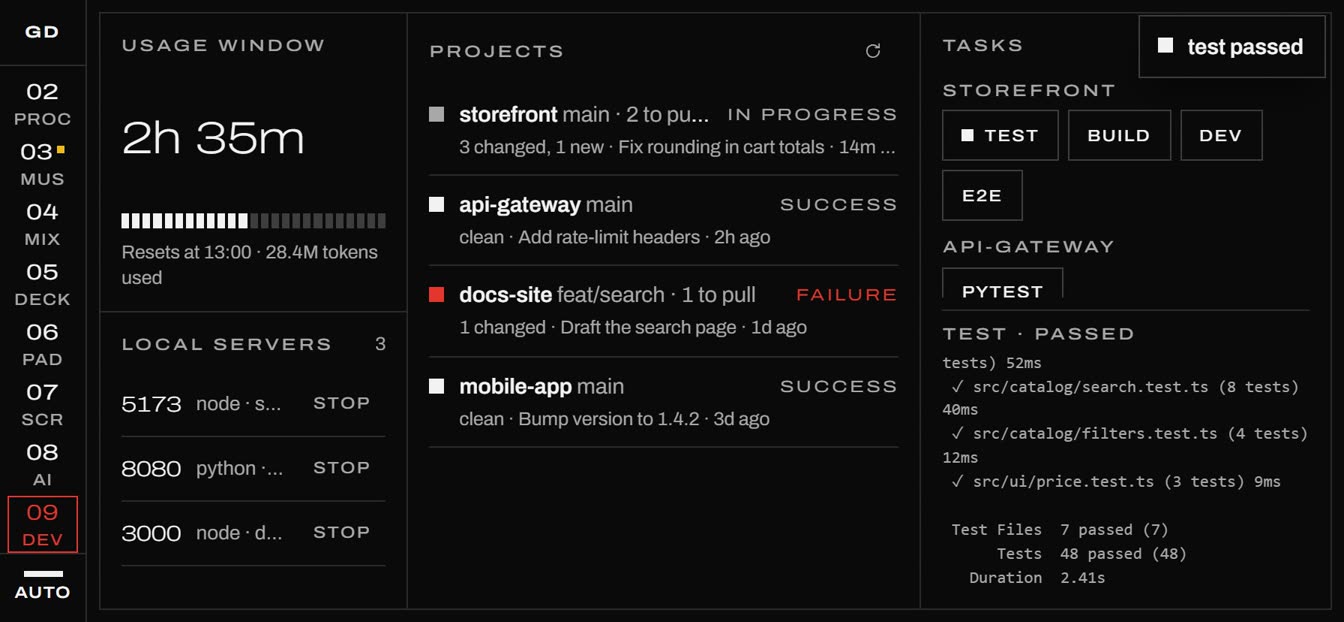 GD
02
PROC
03
MUS
04
MIX
05
DECK
06
PAD
07
SCR
08
AI
09
DEV
AUTO
USAGE WINDOW
2h 35m
Resets at 13:00 · 28.4M tokens
used
LOCAL SERVERS 3
5173 node · s... STOP
8080 python ·... STOP
3000 node · d... STOP
PROJECTS
storefront main · 2 to pu... IN PROGRESS
3 changed, 1 new · Fix rounding in cart totals · 14m ...
api-gateway main SUCCESS
clean · Add rate-limit headers · 2h ago
docs-site feat/search · 1 to pull FAILURE
1 changed · Draft the search page · 1d ago
mobile-app main SUCCESS
clean · Bump version to 1.4.2 · 3d ago
TASKS
test passed
STOREFRONT
TEST BUILD DEV
E2E
API-GATEWAY
PYTEST
TEST · PASSED
tests) 52ms
✓ src/catalog/search.test.ts (8 tests)
40ms
✓ src/catalog/filters.test.ts (4 tests)
12ms
✓ src/ui/price.test.ts (3 tests) 9ms
Test Files 7 passed (7)
Tests 48 passed (48)
Duration 2.41s